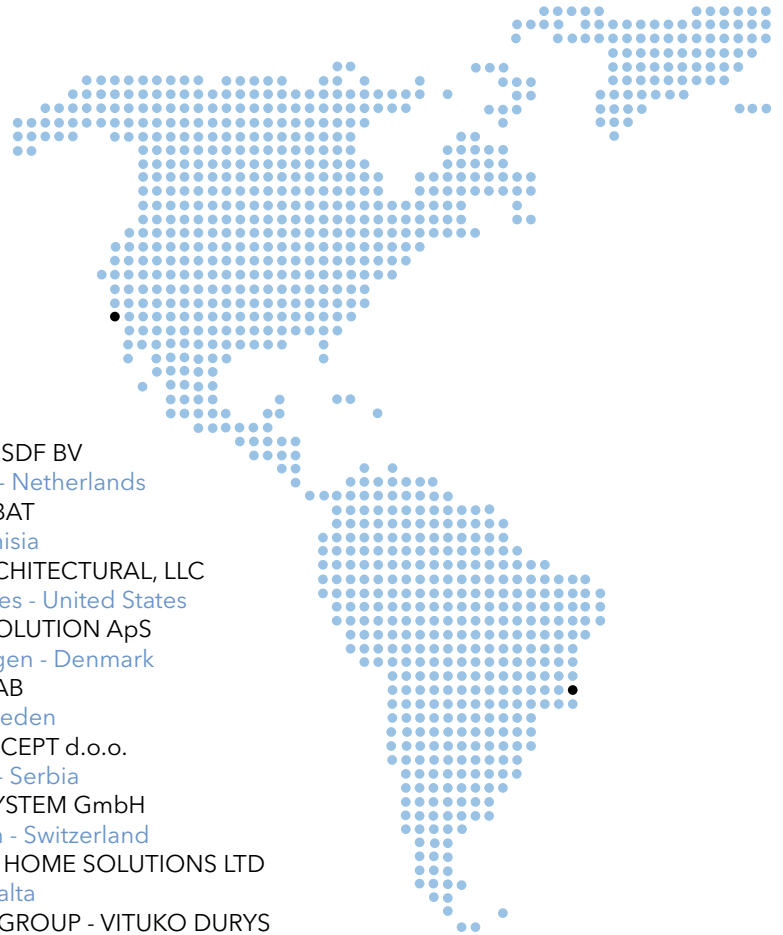 SDF BV
- Netherlands
BAT
nisia
CHITECTURAL, LLC
es - United States
OLUTION ApS
gen - Denmark
AB
eden
CEPT d.o.o.
- Serbia
YSTEM GmbH
n - Switzerland
HOME SOLUTIONS LTD
alta
GROUP - VITUKO DURYS